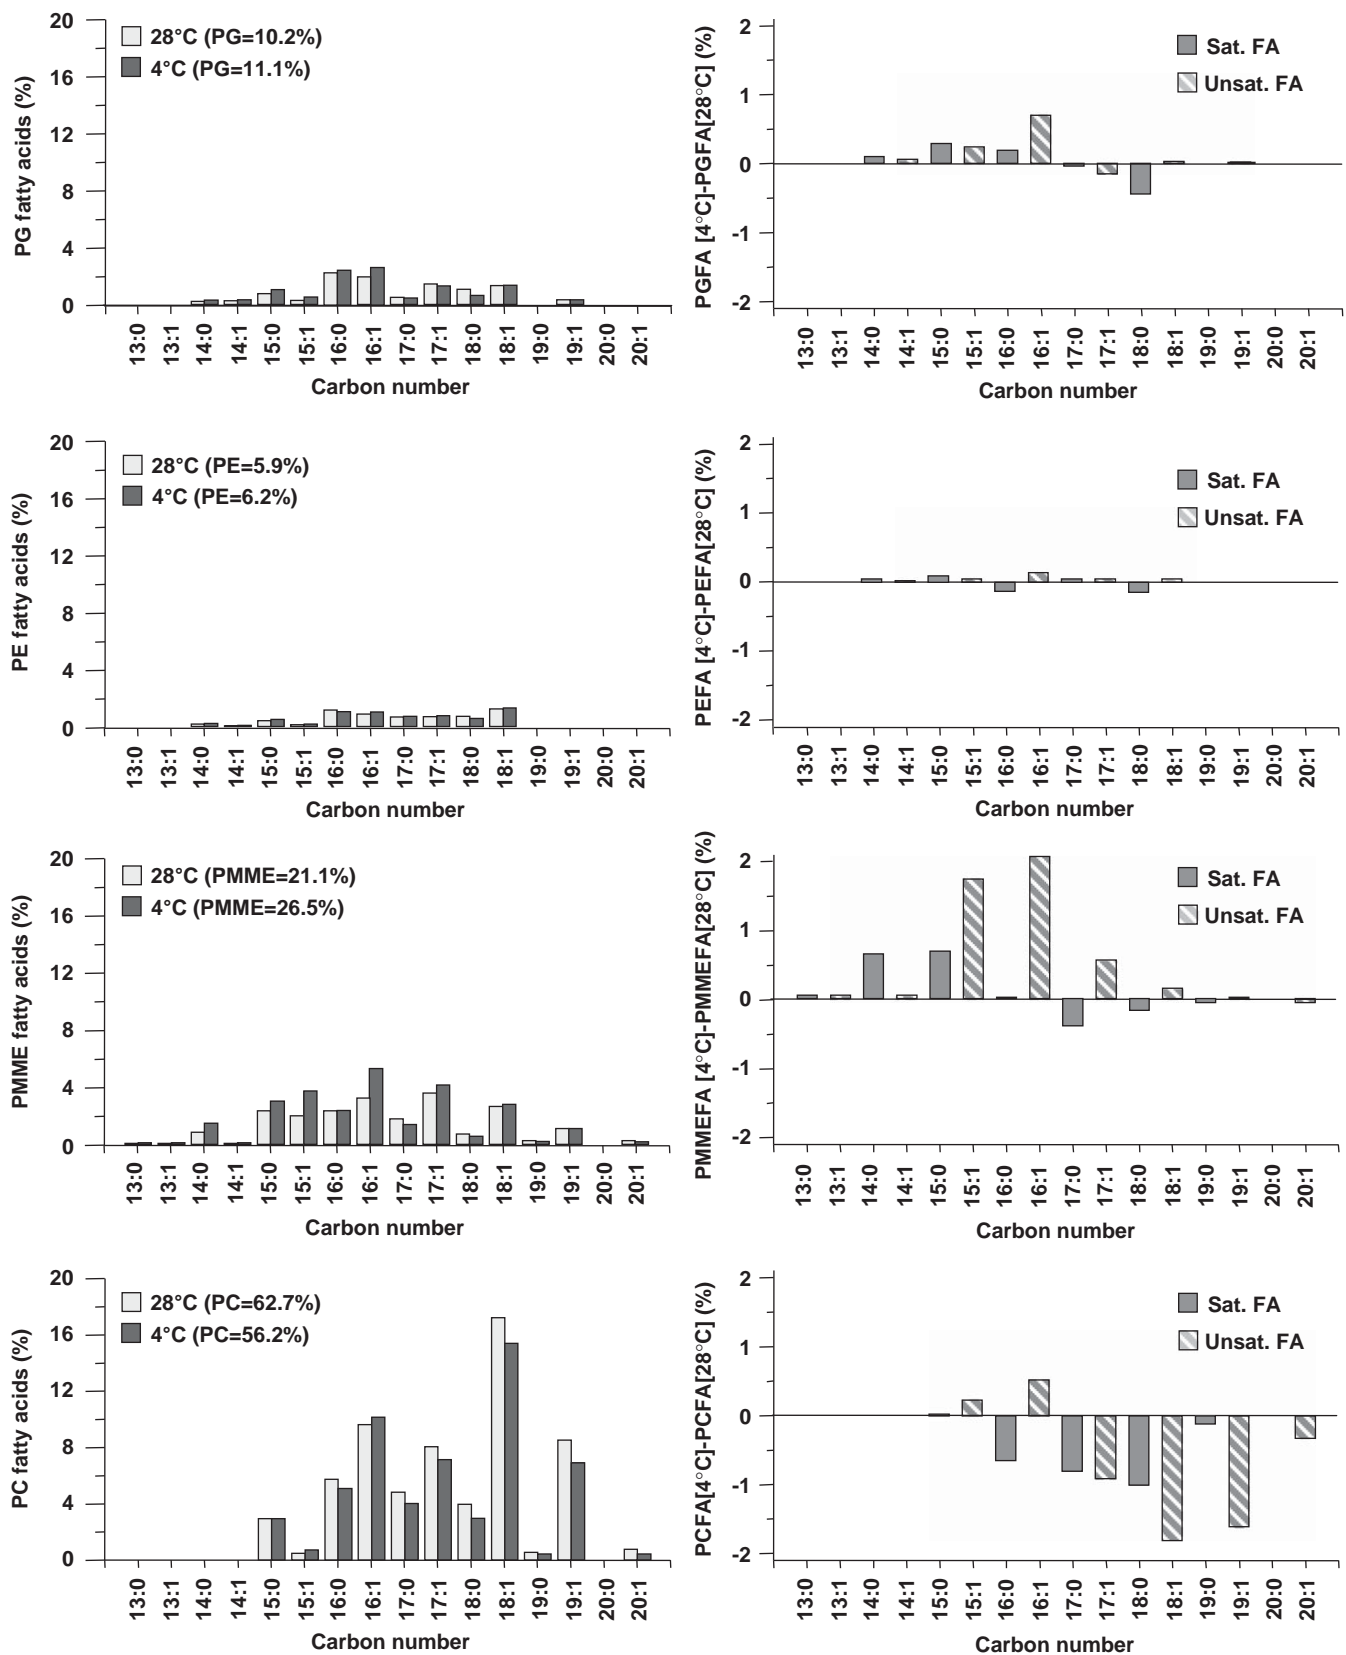 20
16
12
8
4
0
PG fatty acids (%)
28°C (PG=10.2%)
4°C (PG=11.1%)
13:0 13:1 14:0 14:1 15:0 15:1 16:0 16:1 17:0 17:1 18:0 18:1 19:0 19:1 20:0 20:1
Carbon number
2
1
0
-1
-2
PGFA [4°C]-PGFA[28°C] (%)
Sat. FA
Unsat. FA
13:0 13:1 14:0 14:1 15:0 15:1 16:0 16:1 17:0 17:1 18:0 18:1 19:0 19:1 20:0 20:1
Carbon number
20
16
12
8
4
0
PE fatty acids (%)
28°C (PE=5.9%)
4°C (PE=6.2%)
13:0 13:1 14:0 14:1 15:0 15:1 16:0 16:1 17:0 17:1 18:0 18:1 19:0 19:1 20:0 20:1
Carbon number
2
1
0
-1
-2
PEFA [4°C]-PEFA[28°C] (%)
Sat. FA
Unsat. FA
13:0 13:1 14:0 14:1 15:0 15:1 16:0 16:1 17:0 17:1 18:0 18:1 19:0 19:1 20:0 20:1
Carbon number
20
16
12
8
4
0
PMME fatty acids (%)
28°C (PMME=21.1%)
4°C (PMME=26.5%)
13:0 13:1 14:0 14:1 15:0 15:1 16:0 16:1 17:0 17:1 18:0 18:1 19:0 19:1 20:0 20:1
Carbon number
2
1
0
-1
-2
PMMEFA [4°C]-PMMEFA[28°C] (%)
Sat. FA
Unsat. FA
13:0 13:1 14:0 14:1 15:0 15:1 16:0 16:1 17:0 17:1 18:0 18:1 19:0 19:1 20:0 20:1
Carbon number
20
16
12
8
4
0
PC fatty acids (%)
28°C (PC=62.7%)
4°C (PC=56.2%)
13:0 13:1 14:0 14:1 15:0 15:1 16:0 16:1 17:0 17:1 18:0 18:1 19:0 19:1 20:0 20:1
Carbon number
2
1
0
-1
-2
PCFA[4°C]-PCFA[28°C] (%)
Sat. FA
Unsat. FA
13:0 13:1 14:0 14:1 15:0 15:1 16:0 16:1 17:0 17:1 18:0 18:1 19:0 19:1 20:0 20:1
Carbon number